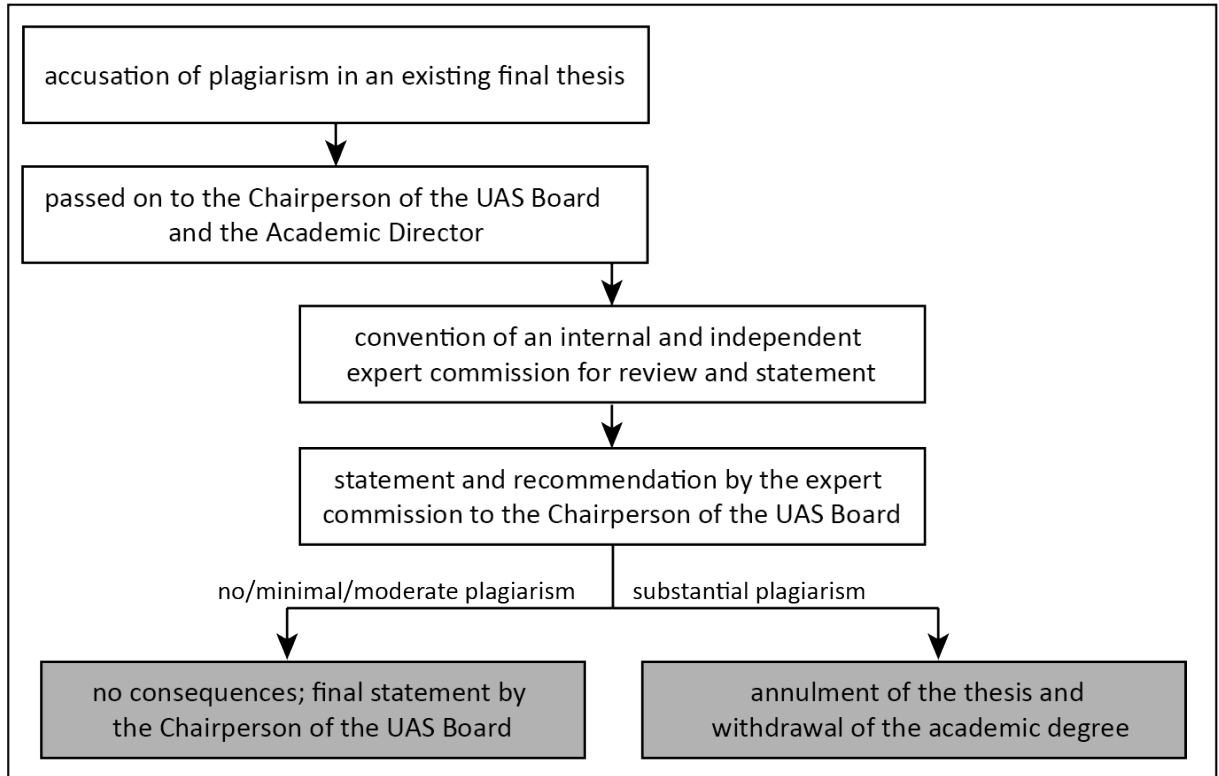 accusation of plagiarism in an existing final thesis
passed on to the Chairperson of the UAS Board
and the Academic Director
convention of an internal and independent
expert commission for review and statement
statement and recommendation by the expert
commission to the Chairperson of the UAS Board
no/minimal/moderate plagiarism
substantial plagiarism
no consequences; final statement by
the Chairperson of the UAS Board
annulment of the thesis and
withdrawal of the academic degree